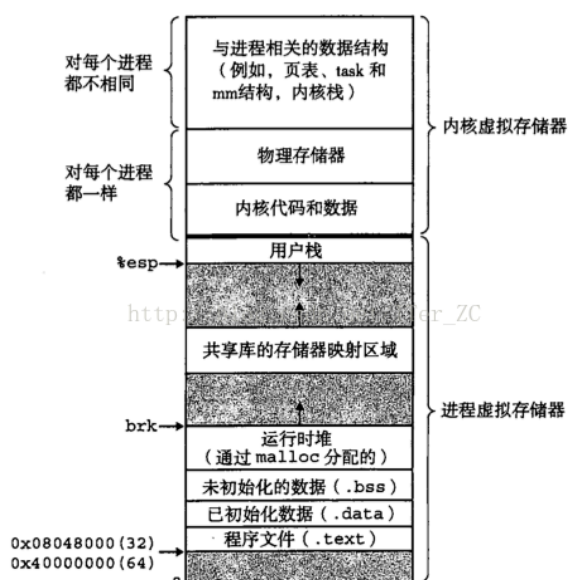 与进程相关的数据结构
（例如，页表、task 和
mm结构，内核栈）
对每个进程
都不相同
内核虚拟存储器
物理存储器
对每个进程
都一样
内核代码和数据
用户栈
%esp
http
er_ZC
共享库的存储器映射区域
进程虚拟存储器
brk
运行时堆
（通过 malloc 分配的）
未初始化的数据（.bss）
已初始化数据（.data）
程序文件（.text）
0x08048000(32)
0x40000000(64)